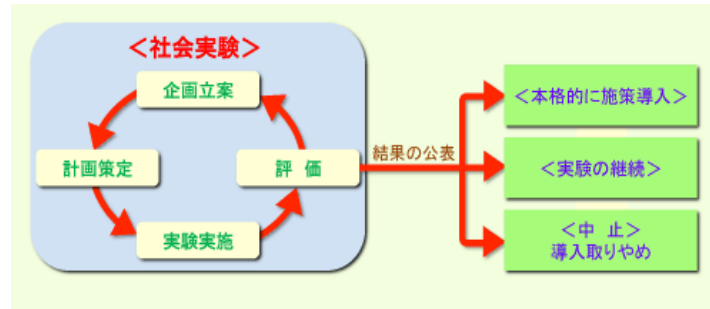 ＜社会実験＞
企画立案
計画策定
評 価
実験実施
結果の公表
＜本格的に施策導入＞
＜実験の継続＞
＜中 止＞
導入取りやめ